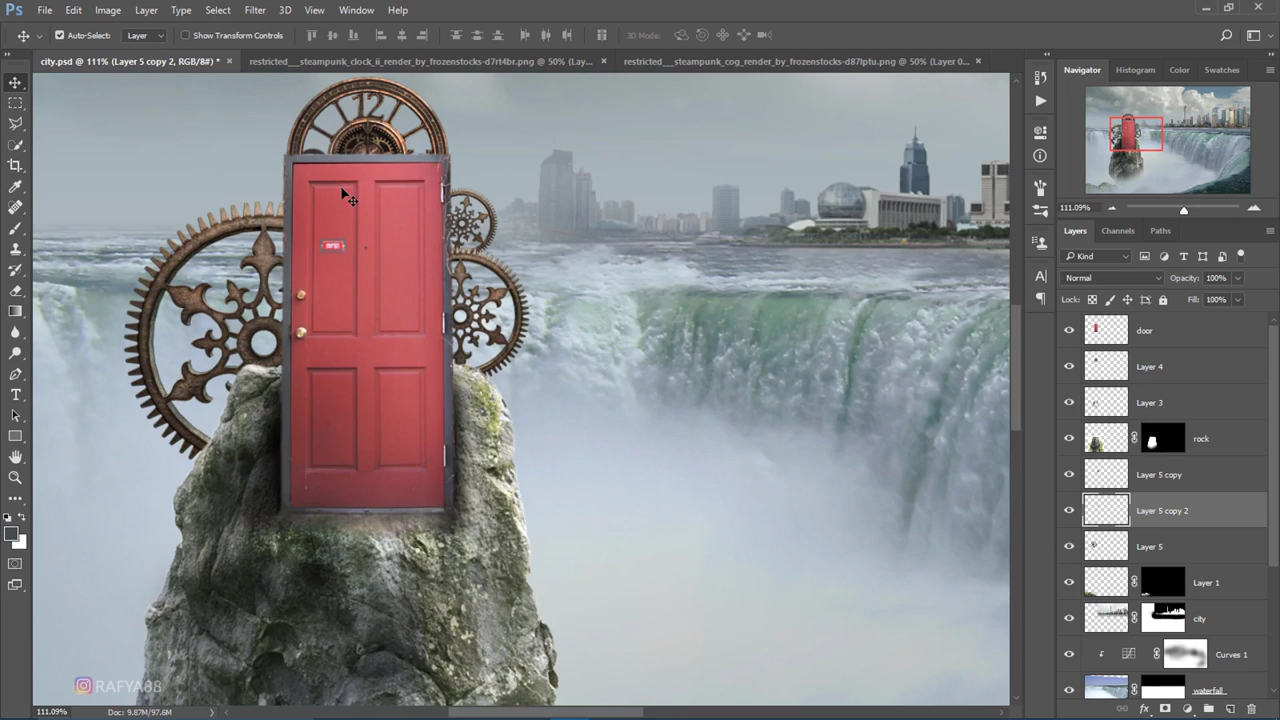 Ps File Edit Image Layer Type Select Filter 3D View Window Help
Auto-Select: Layer Show Transform Controls 3D Mode:
city.psd @ 111% (Layer 5 copy 2, RGB/8#) * × restricted__steampunk_clock_ii_render_by_frozenstocks-d7rt4br.png @ 50% (Lay... × restricted__steampunk_cog_render_by_frozenstocks-d87lptu.png @ 50% (Layer 0... ×
Navigator Histogram Color Swatches
12
111.09%
Layers Channels Paths
Kind
Normal Opacity: 100%
Lock: Fill: 100%
door
Layer 4
Layer 3
rock
Layer 5 copy
Layer 5 copy 2
Layer 5
Layer 1
city
Curves 1
waterfall
RAFYA88
111.09% Doc: 9.87M/97.6M